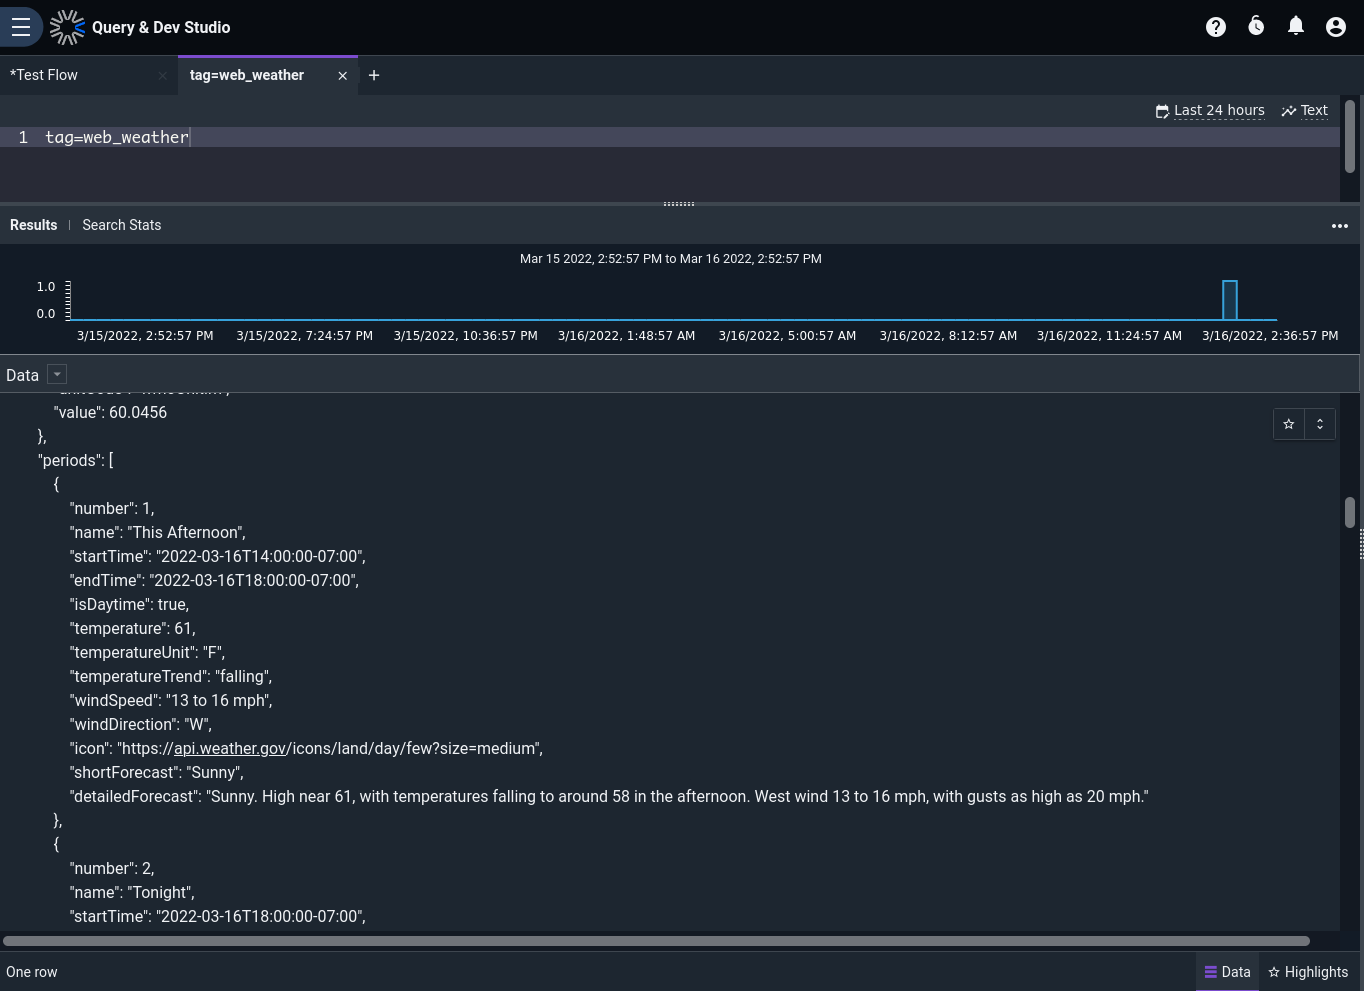 Query & Dev Studio
*Test Flow
tag=web_weather
Last 24 hours
Text
1 tag=web_weather
Results
Search Stats
Mar 15 2022, 2:52:57 PM to Mar 16 2022, 2:52:57 PM
1.0
0.0
3/15/2022, 2:52:57 PM 3/15/2022, 7:24:57 PM 3/15/2022, 10:36:57 PM 3/16/2022, 1:48:57 AM 3/16/2022, 5:00:57 AM 3/16/2022, 8:12:57 AM 3/16/2022, 11:24:57 AM 3/16/2022, 2:36:57 PM
Data
"value": 60.0456
},
"periods": [
{
"number": 1,
"name": "This Afternoon",
"startTime": "2022-03-16T14:00:00-07:00",
"endTime": "2022-03-16T18:00:00-07:00",
"isDaytime": true,
"temperature": 61,
"temperatureUnit": "F",
"temperatureTrend": "falling",
"windSpeed": "13 to 16 mph",
"windDirection": "W",
"icon": "https://api.weather.gov/icons/land/day/few?size=medium",
"shortForecast": "Sunny",
"detailedForecast": "Sunny. High near 61, with temperatures falling to around 58 in the afternoon. West wind 13 to 16 mph, with gusts as high as 20 mph."
},
{
"number": 2,
"name": "Tonight",
"startTime": "2022-03-16T18:00:00-07:00",
One row
Data
Highlights